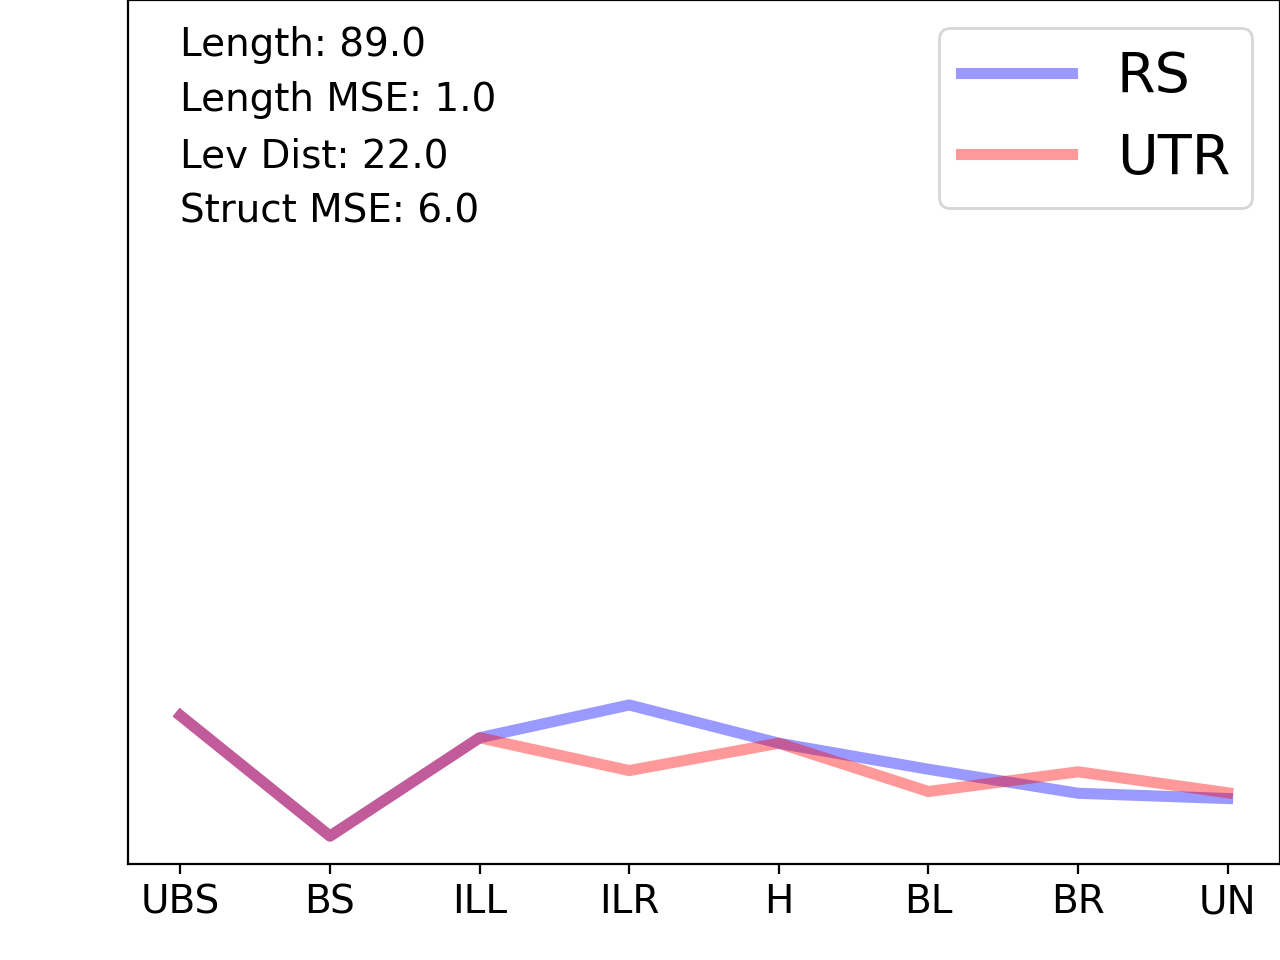 Length: 89.0
Length MSE: 1.0
Lev Dist: 22.0
Struct MSE: 6.0
RS
UTR
UBS BS ILL ILR H BL BR UN